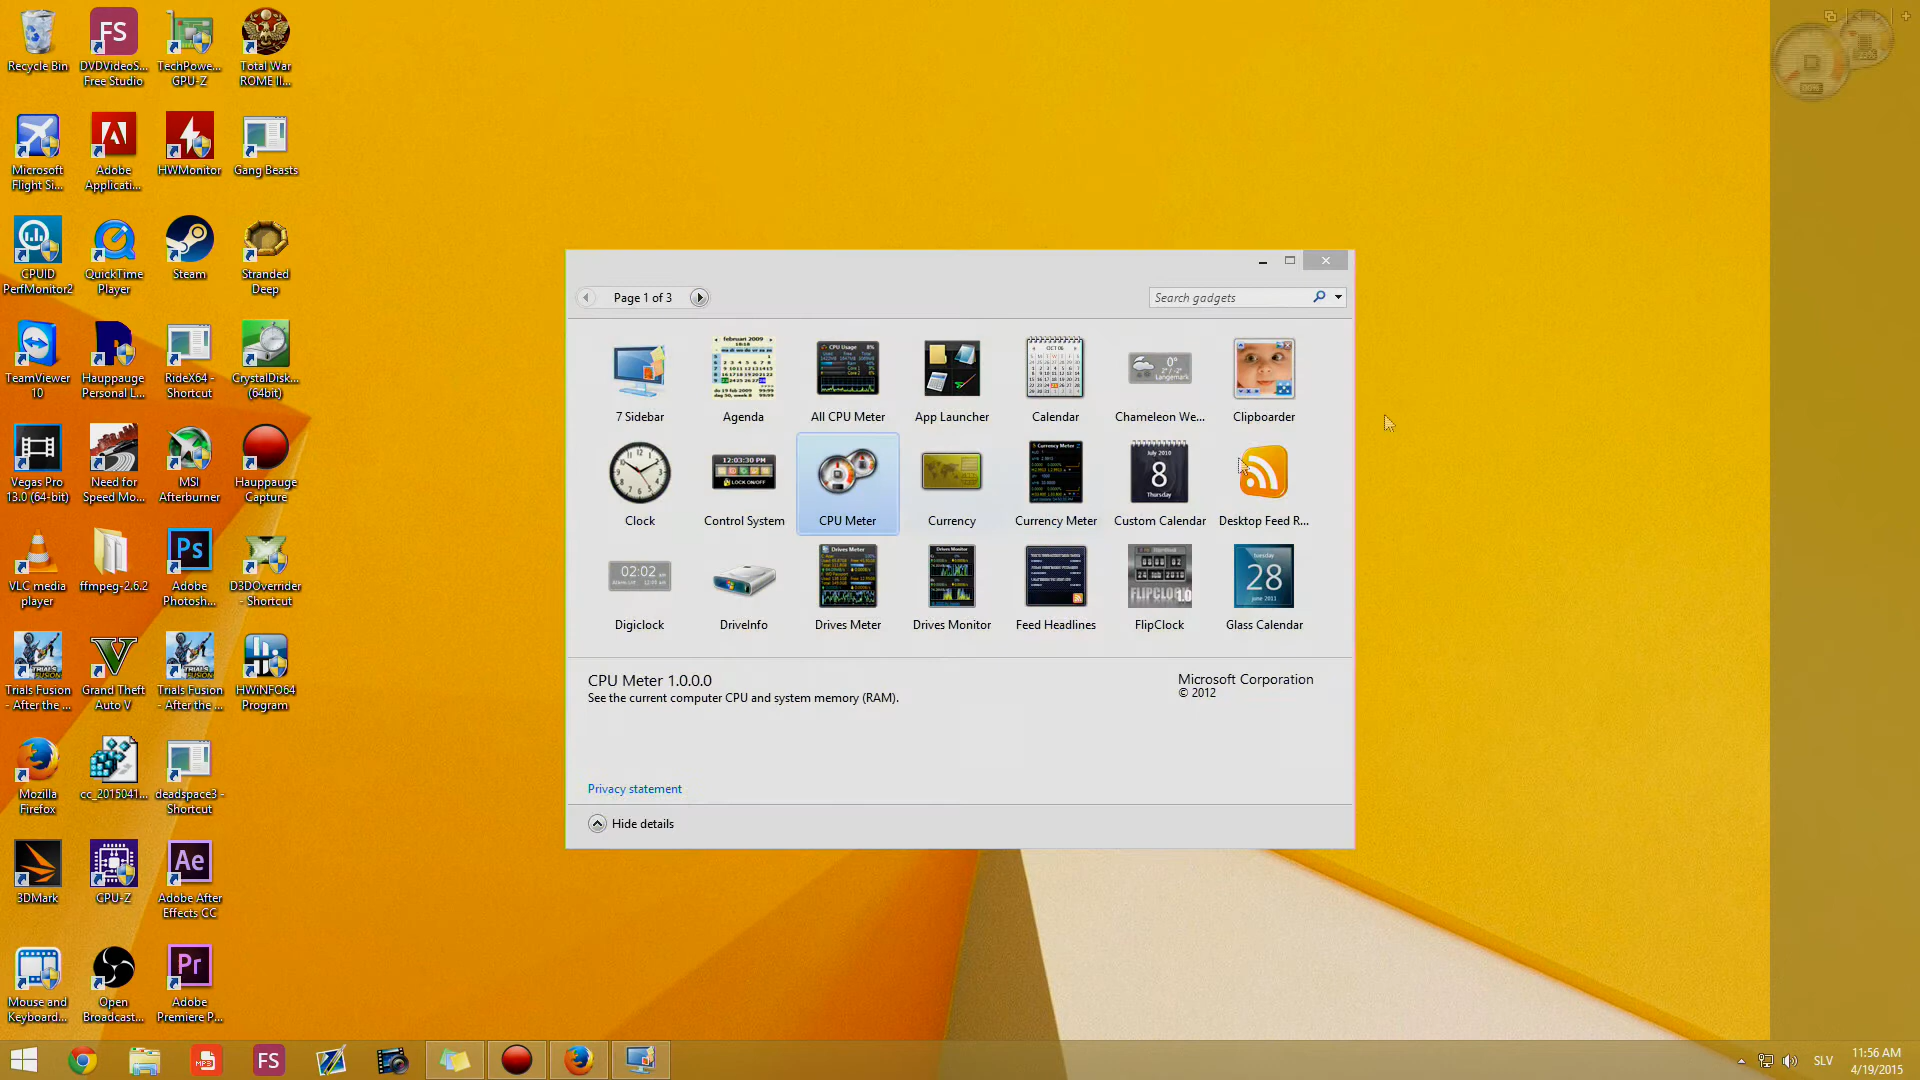 Recycle Bin
DVDVideoS... Free Studio
TechPowe... GPU-Z
Total War ROME II...
Microsoft Flight Si...
Adobe Applicati...
HWMonitor
Gang Beasts
CPUID PerfMonitor2
QuickTime Player
Steam
Stranded Deep
TeamViewer 10
Hauppauge Personal L...
RideX64 - Shortcut
CrystalDisk... (64bit)
Vegas Pro 13.0 (64-bit)
Need for Speed Mo...
MSI Afterburner
Hauppauge Capture
VLC media player
ffmpeg-2.6.2
Adobe Photosh...
D3DOverrider - Shortcut
Trials Fusion - After the ...
Grand Theft Auto V
Trials Fusion - After the ...
HWiNFO64 Program
Mozilla Firefox
cc_2015041...
deadspace3 - Shortcut
3DMark
CPU-Z
Adobe After Effects CC
Mouse and Keyboard...
Open Broadcast...
Adobe Premiere P...
Page 1 of 3
Search gadgets
7 Sidebar
Agenda
All CPU Meter
App Launcher
Calendar
Chameleon We...
Clipboarder
Clock
Control System
CPU Meter
Currency
Currency Meter
Custom Calendar
Desktop Feed R...
Digiclock
DriveInfo
Drives Meter
Drives Monitor
Feed Headlines
FlipClock
Glass Calendar
CPU Meter 1.0.0.0
See the current computer CPU and system memory (RAM).
Microsoft Corporation
© 2012
Privacy statement
Hide details
SLV
11:56 AM
4/19/2015